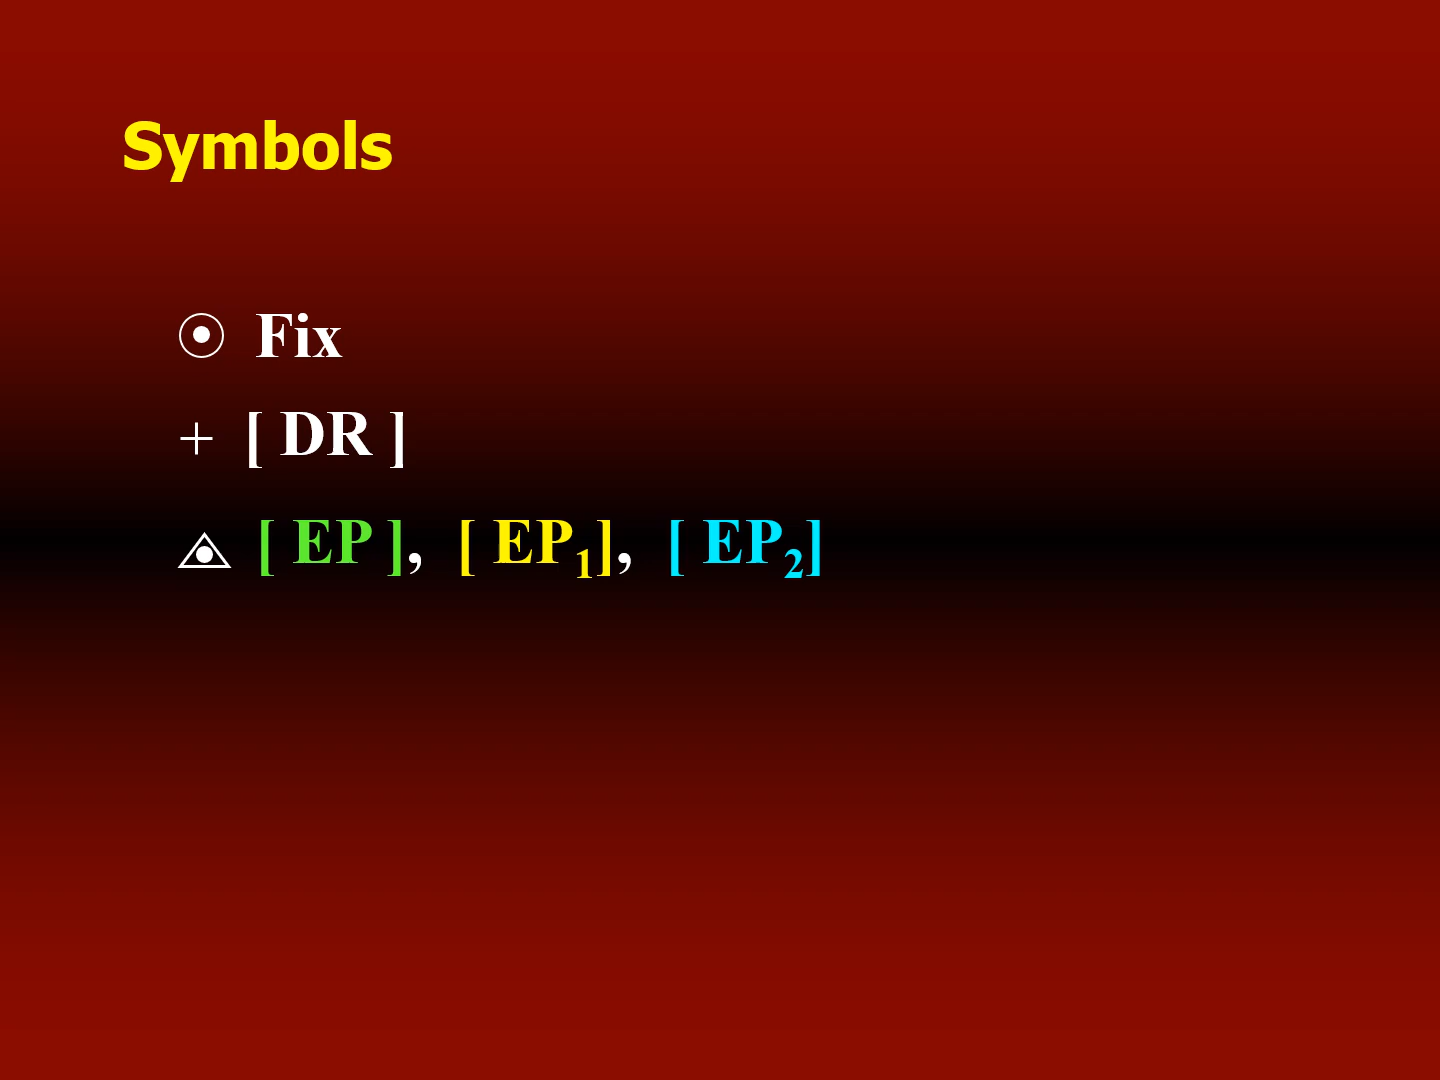 Symbols
⊙ Fix
+ [ DR ]
◬ [ EP ], [ EP₁], [ EP₂]